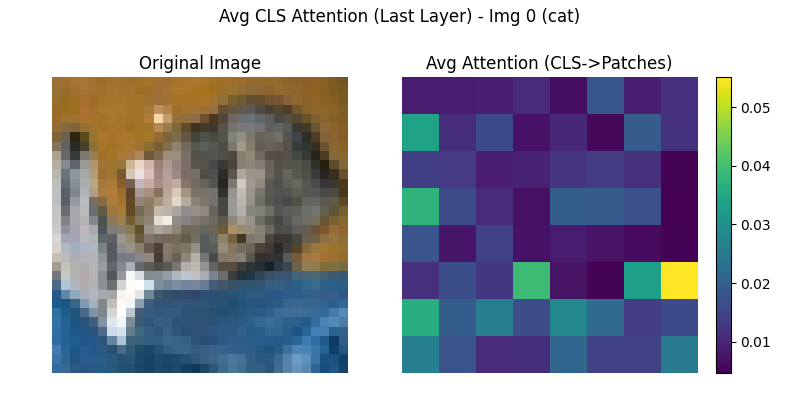 Avg CLS Attention (Last Layer) - Img 0 (cat)
Original Image
Avg Attention (CLS->Patches)
0.05
0.04
0.03
0.02
0.01